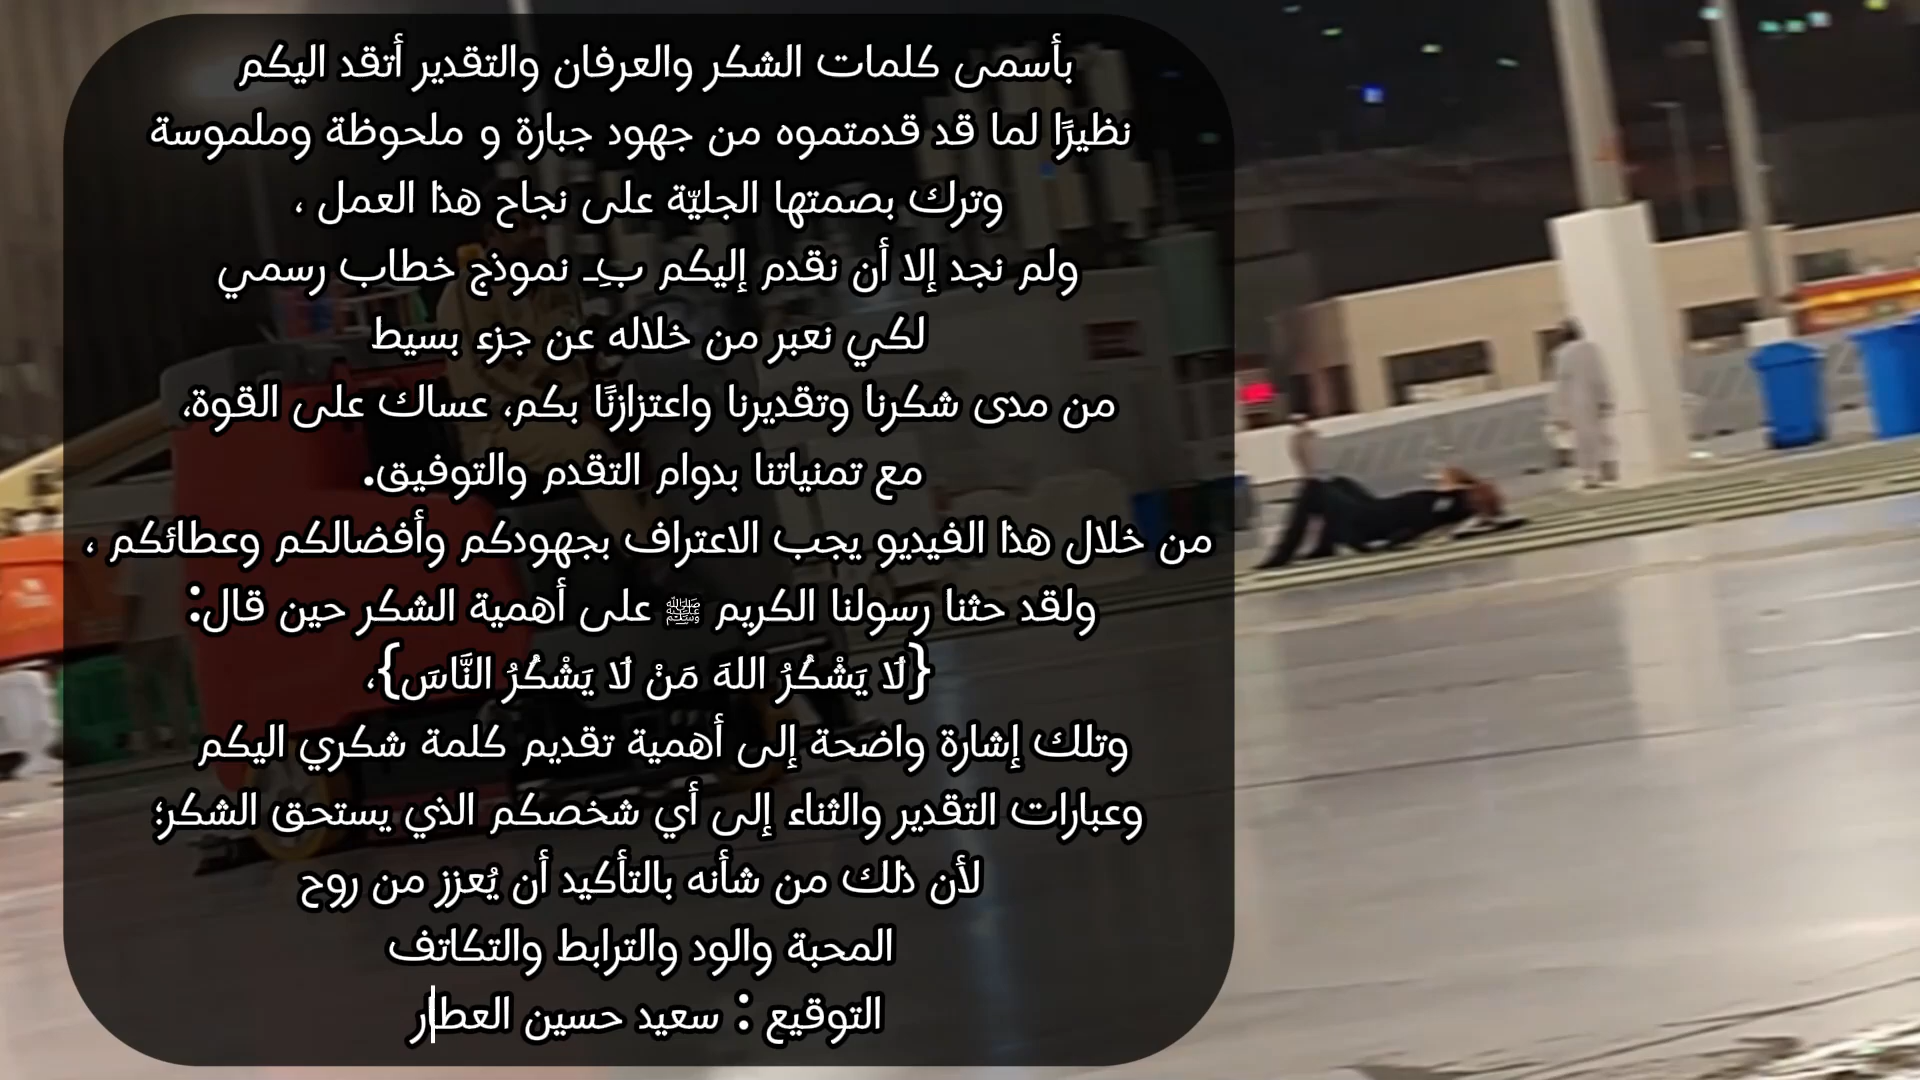 بأسمى كلمات الشكر والعرفان والتقدير أتقد اليكم
نظيرًا لما قد قدمتموه من جهود جبارة و ملحوظة وملموسة
وترك بصمتها الجليّة على نجاح هذا العمل ،
ولم نجد إلا أن نقدم إليكم بِـ نموذج خطاب رسمي
لكي نعبر من خلاله عن جزء بسيط
من مدى شكرنا وتقديرنا واعتزازنًا بكم، عساك على القوة،
مع تمنياتنا بدوام التقدم والتوفيق.
من خلال هذا الفيديو يجب الاعتراف بجهودكم وأفضالكم وعطائكم ،
ولقد حثنا رسولنا الكريم ﷺ على أهمية الشكر حين قال:
{لَا يَشْكُرُ اللهَ مَنْ لَا يَشْكُرُ النَّاسَ}،
وتلك إشارة واضحة إلى أهمية تقديم كلمة شكري اليكم
وعبارات التقدير والثناء إلى أي شخصكم الذي يستحق الشكر؛
لأن ذلك من شأنه بالتأكيد أن يُعزز من روح
المحبة والود والترابط والتكاتف
التوقيع : سعيد حسين العطار